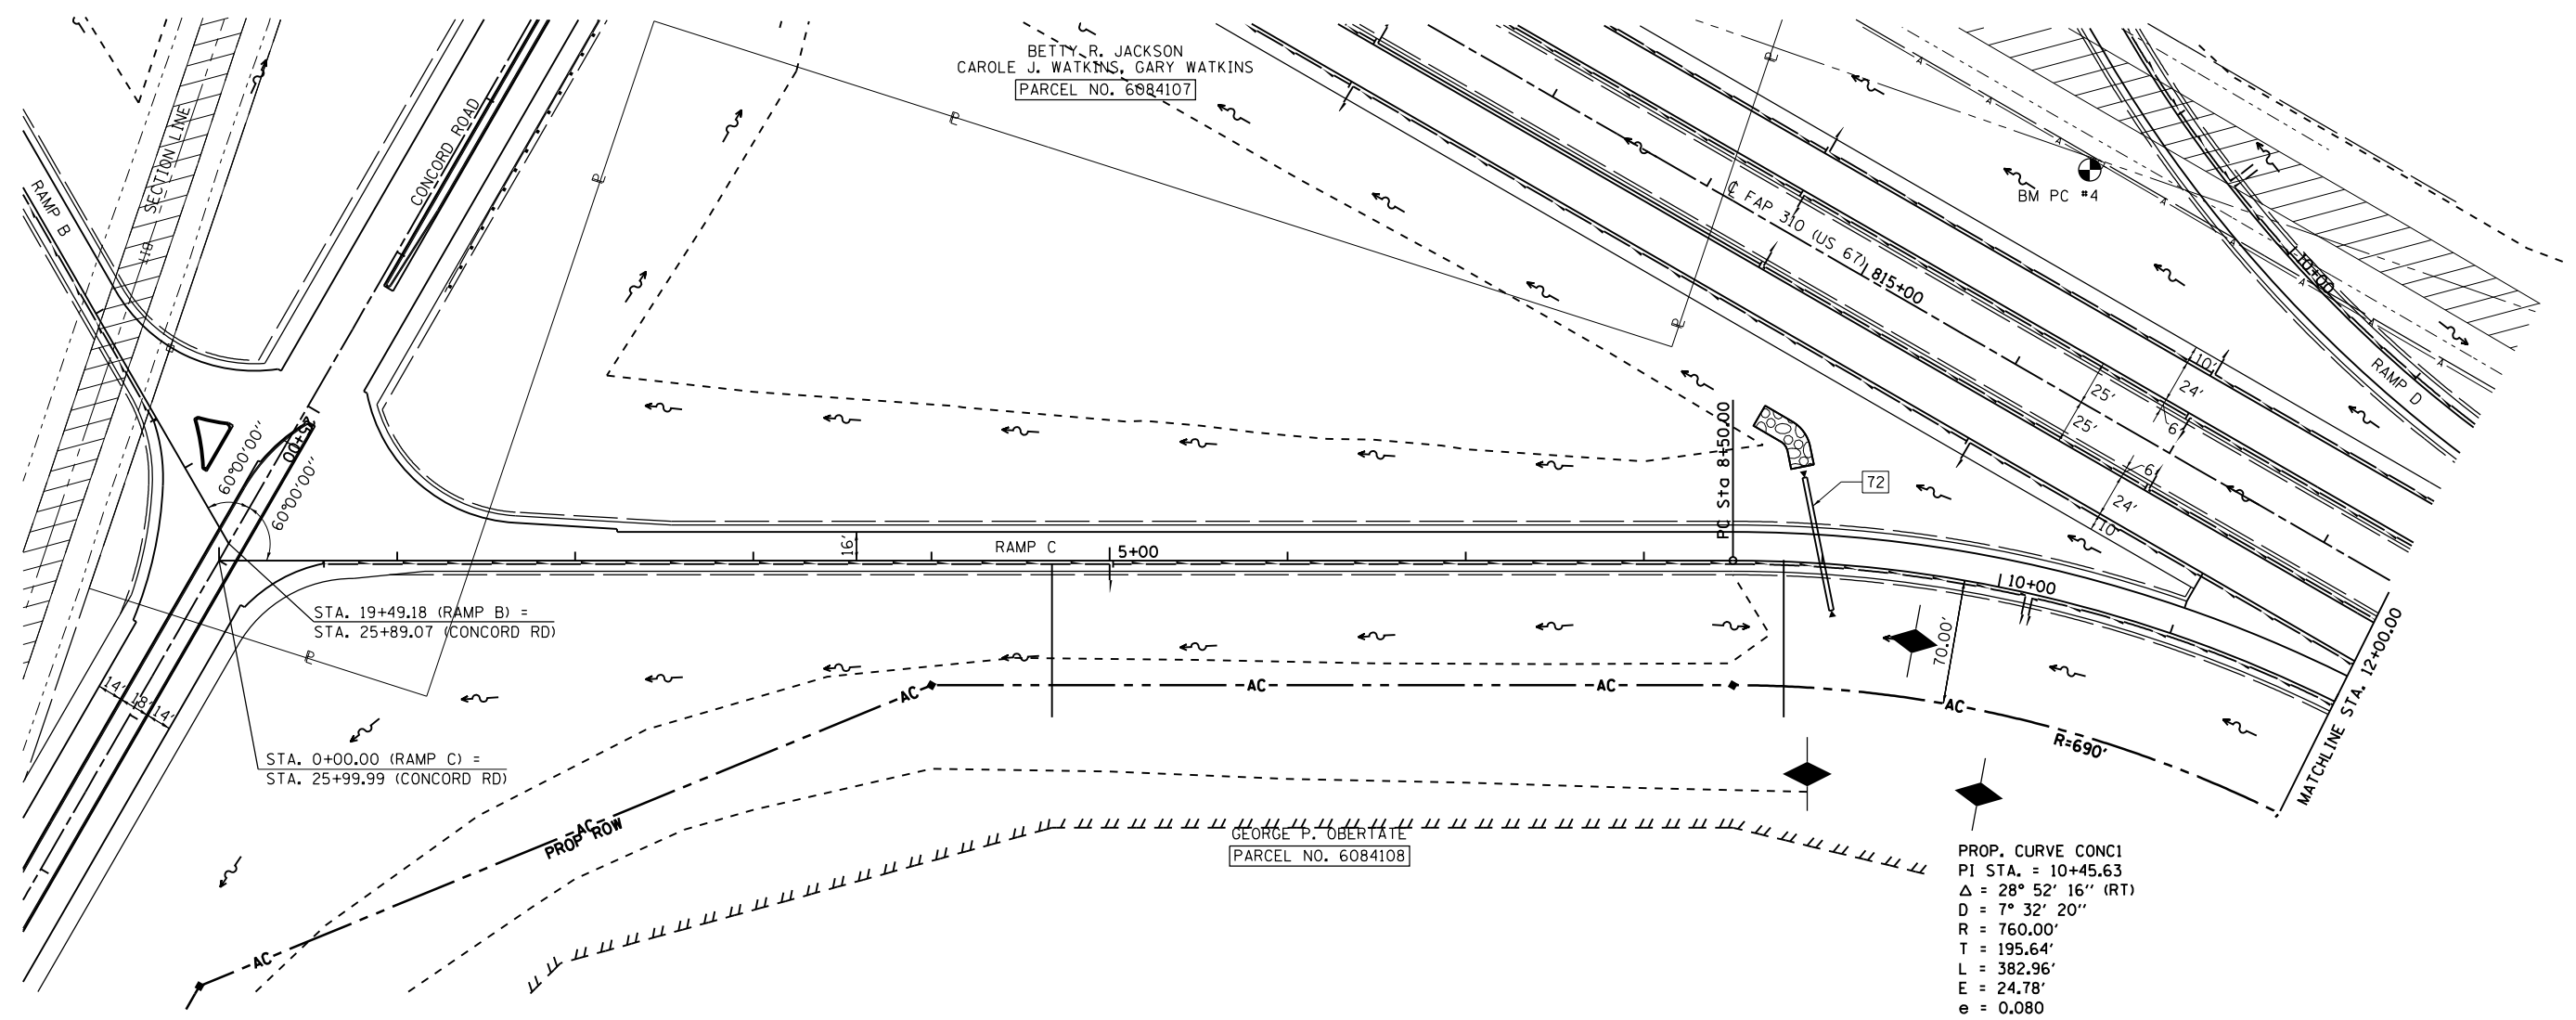 BETTY R. JACKSON
CAROLE J. WATKINS, GARY WATKINS
PARCEL NO. 6084107
RAMP B
SECTION LINE
BIT
CONCORD ROAD
BM PC #4
℄ FAP 310 (US 67)
815+00
10+00
RAMP D
10'
24'
25'
6'
25'
6'
24'
10'
25+00
60°00'00"
60°00'00"
PC Sta 8+50.00
72
16'
RAMP C
5+00
10+00
STA. 19+49.18 (RAMP B) =
STA. 25+89.07 (CONCORD RD)
70.00'
14'
18'
14'
AC
AC
AC
AC
R=690'
MATCHLINE STA. 12+00.00
STA. 0+00.00 (RAMP C) =
STA. 25+99.99 (CONCORD RD)
AC
PROP ROW
AC
GEORGE P. OBERTATE
PARCEL NO. 6084108
PROP. CURVE CONC1
PI STA. = 10+45.63
Δ = 28° 52' 16" (RT)
D = 7° 32' 20"
R = 760.00'
T = 195.64'
L = 382.96'
E = 24.78'
e = 0.080